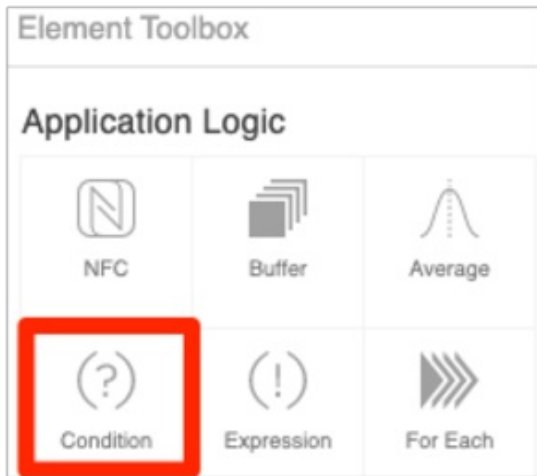 Element Toolbox
Application Logic
NFC Buffer Average
(?) (!)
Condition Expression For Each